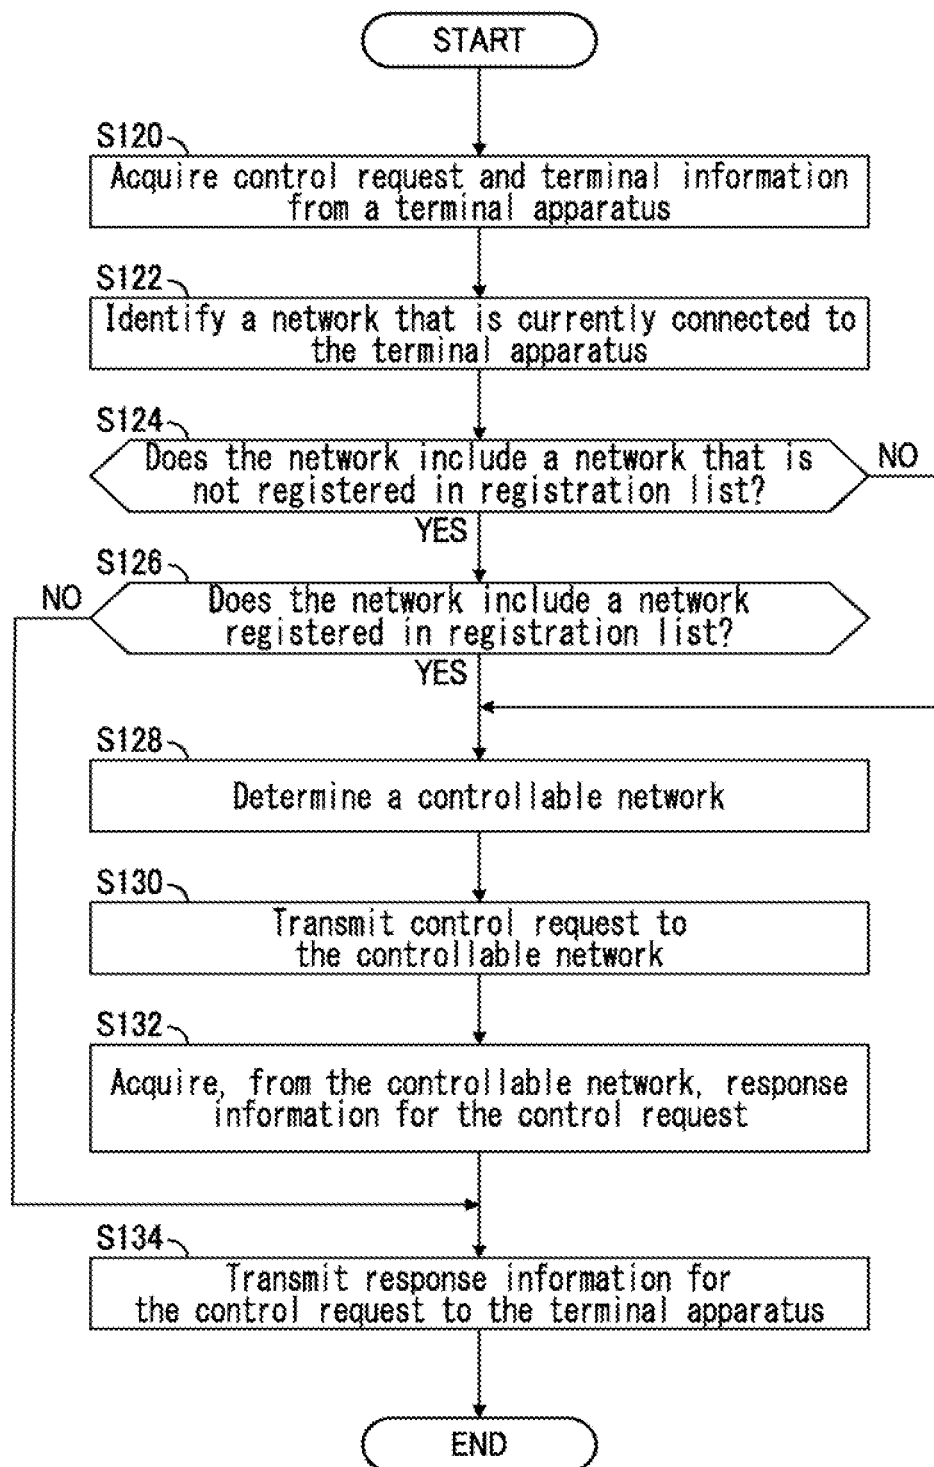 START
S120
Acquire control request and terminal information
from a terminal apparatus
S122
Identify a network that is currently connected to
the terminal apparatus
S124
Does the network include a network that is
not registered in registration list?
NO
YES
S126
NO
Does the network include a network
registered in registration list?
YES
S128
Determine a controllable network
S130
Transmit control request to
the controllable network
S132
Acquire, from the controllable network, response
information for the control request
S134
Transmit response information for
the control request to the terminal apparatus
END